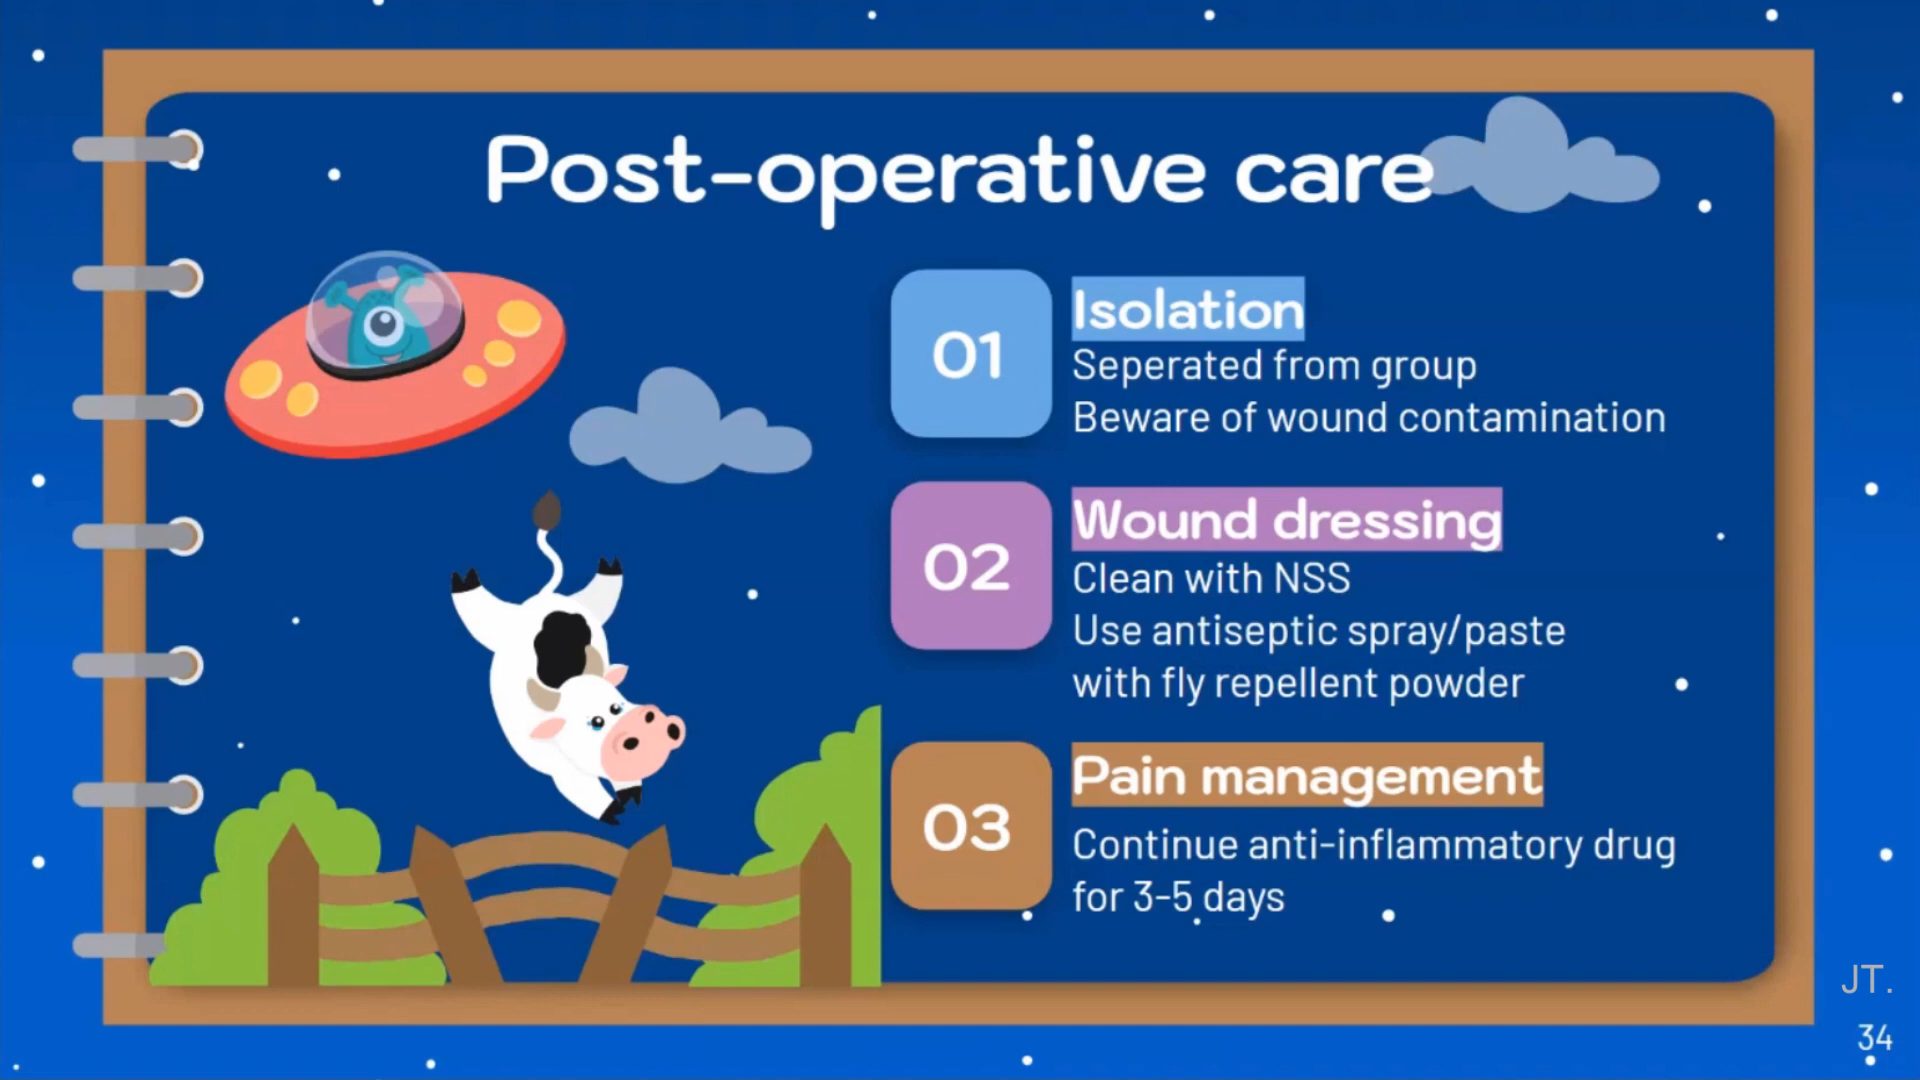 Post-operative care
01
Isolation
Seperated from group
Beware of wound contamination
02
Wound dressing
Clean with NSS
Use antiseptic spray/paste
with fly repellent powder
03
Pain management
Continue anti-inflammatory drug
for 3-5 days
JT.
34